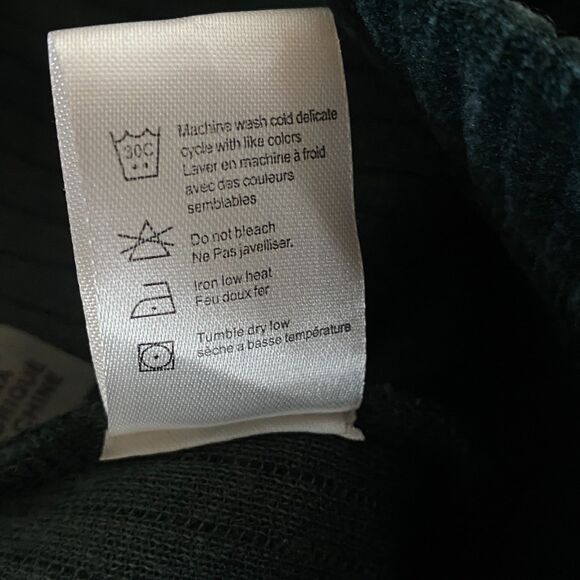 30C
Machine wash cold delicate
cycle with like colors
Laver en machine à froid
avec des couleurs
semblables
Do not bleach
Ne Pas javelliser.
Iron low heat
Feu doux fer
Tumble dry low
sèche a basse température
CHINE